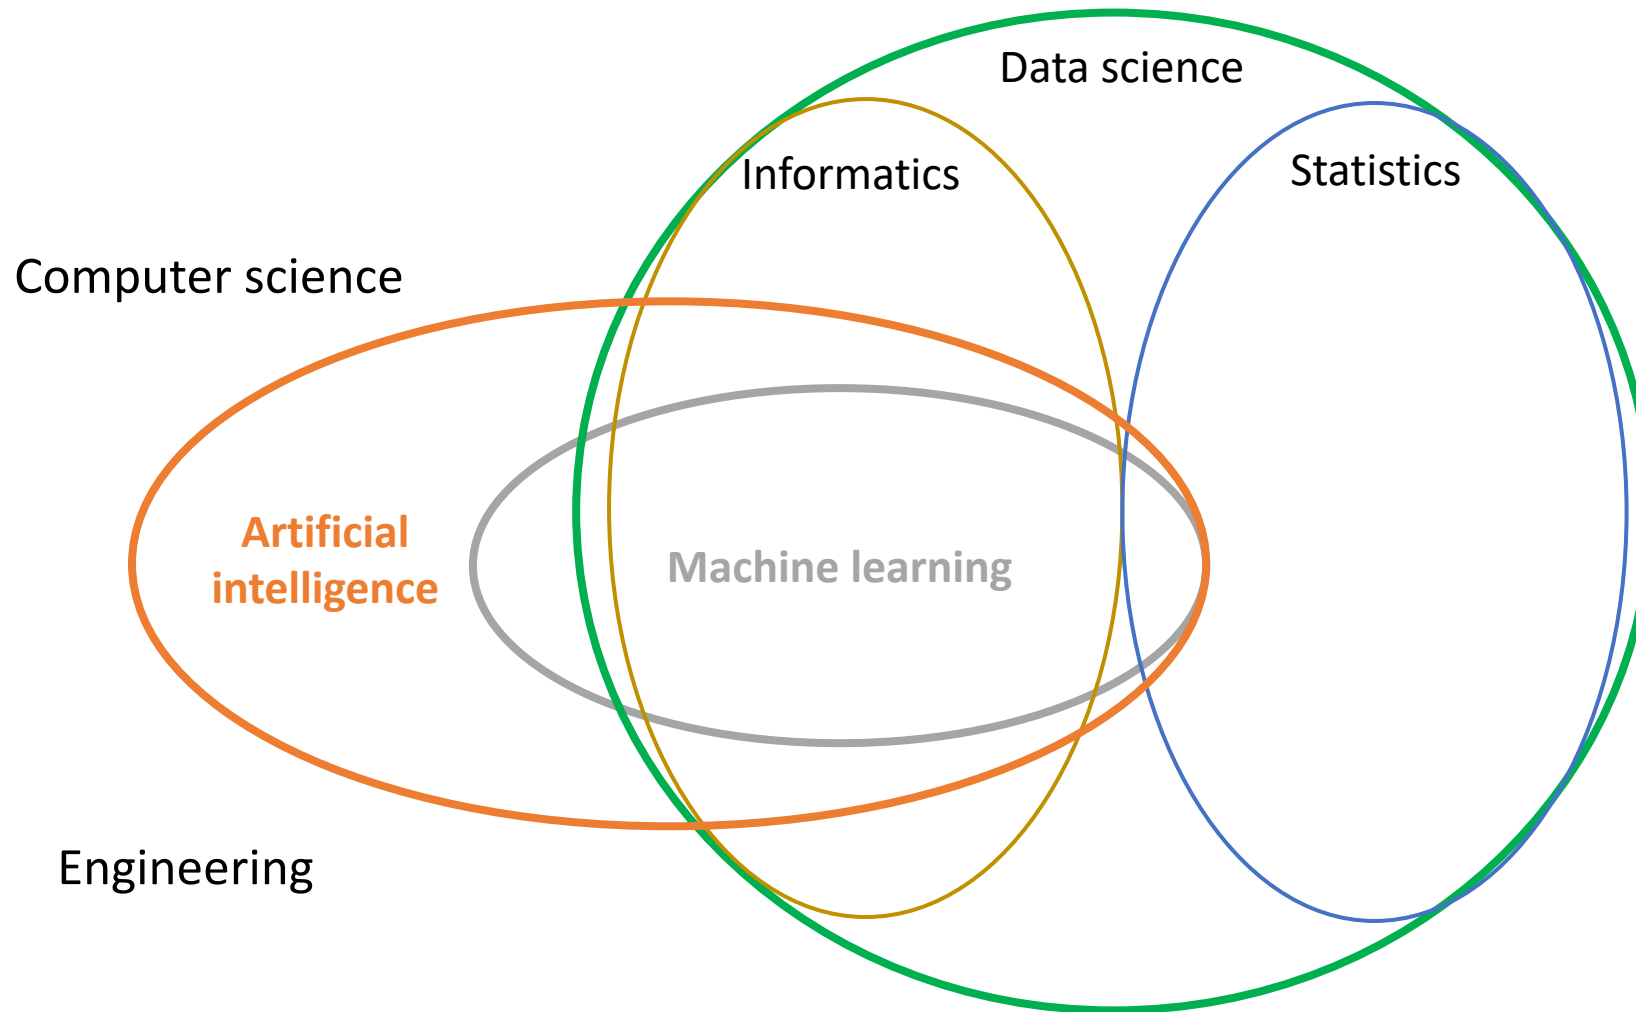 Data science
Informatics
Statistics
Computer science
Artificial
intelligence
Machine learning
Engineering